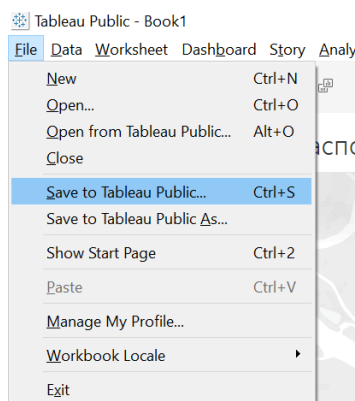 Tableau Public - Book1
File Data Worksheet Dashboard Story Analy
New Ctrl+N
Open... Ctrl+O
Open from Tableau Public... Alt+O
Close
аспо
Save to Tableau Public... Ctrl+S
Save to Tableau Public As...
Show Start Page Ctrl+2
Paste Ctrl+V
Manage My Profile...
Workbook Locale
Exit